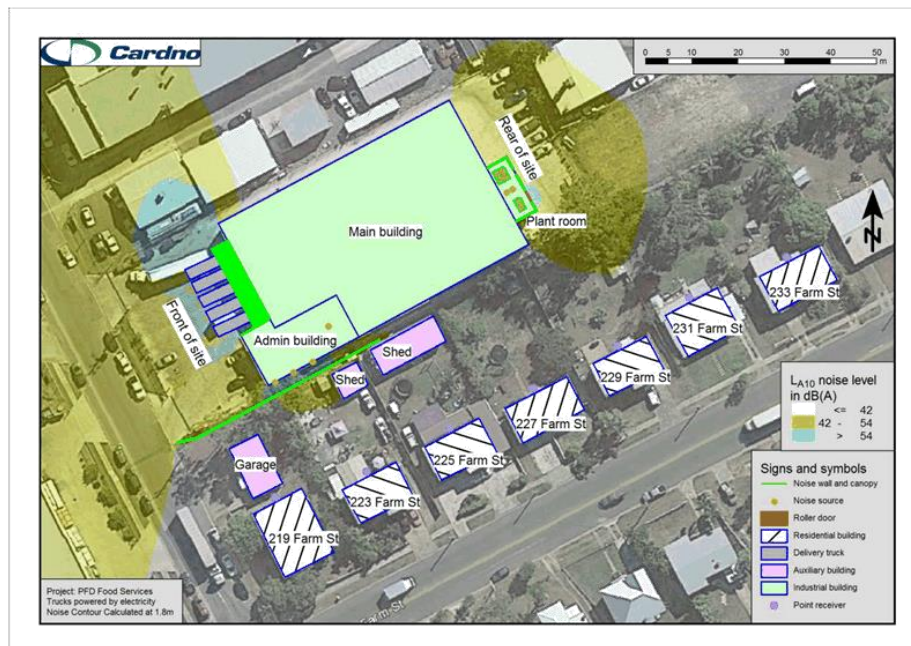 Cardno
0 5 10 20 30 40 50
m
Rear of site
Main building
Plant room
N
Front of site
Admin building
Shed
Shed
Garage
233 Farm St
231 Farm St
229 Farm St
227 Farm St
225 Farm St
223 Farm St
219 Farm St
Farm St
LA10 noise level
in dB(A)
<= 42
42 - 54
> 54
Signs and symbols
Noise wall and canopy
Noise source
Roller door
Residential building
Delivery truck
Auxiliary building
Industrial building
Point receiver
Project: PFD Food Services
Trucks powered by electricity
Noise Contour Calculated at 1.8m